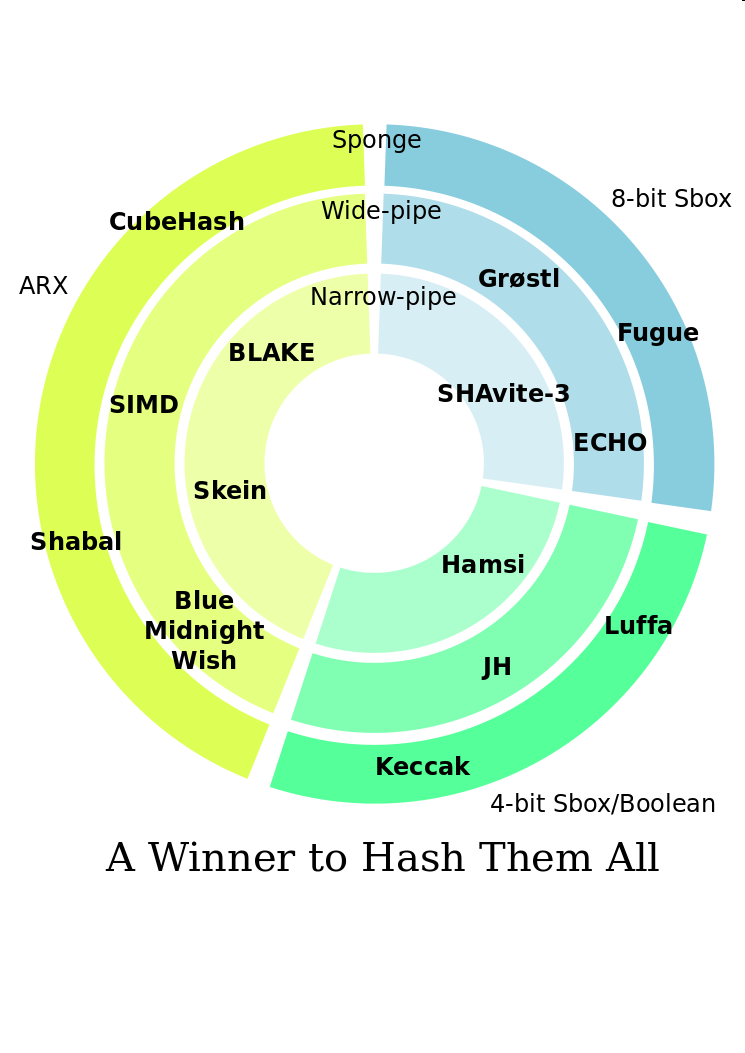 Sponge
8-bit Sbox
Wide-pipe
CubeHash
Grøstl
ARX
Narrow-pipe
Fugue
BLAKE
SHAvite-3
SIMD
ECHO
Skein
Shabal
Hamsi
Blue
Midnight
Wish
Luffa
JH
Keccak
4-bit Sbox/Boolean
A Winner to Hash Them All